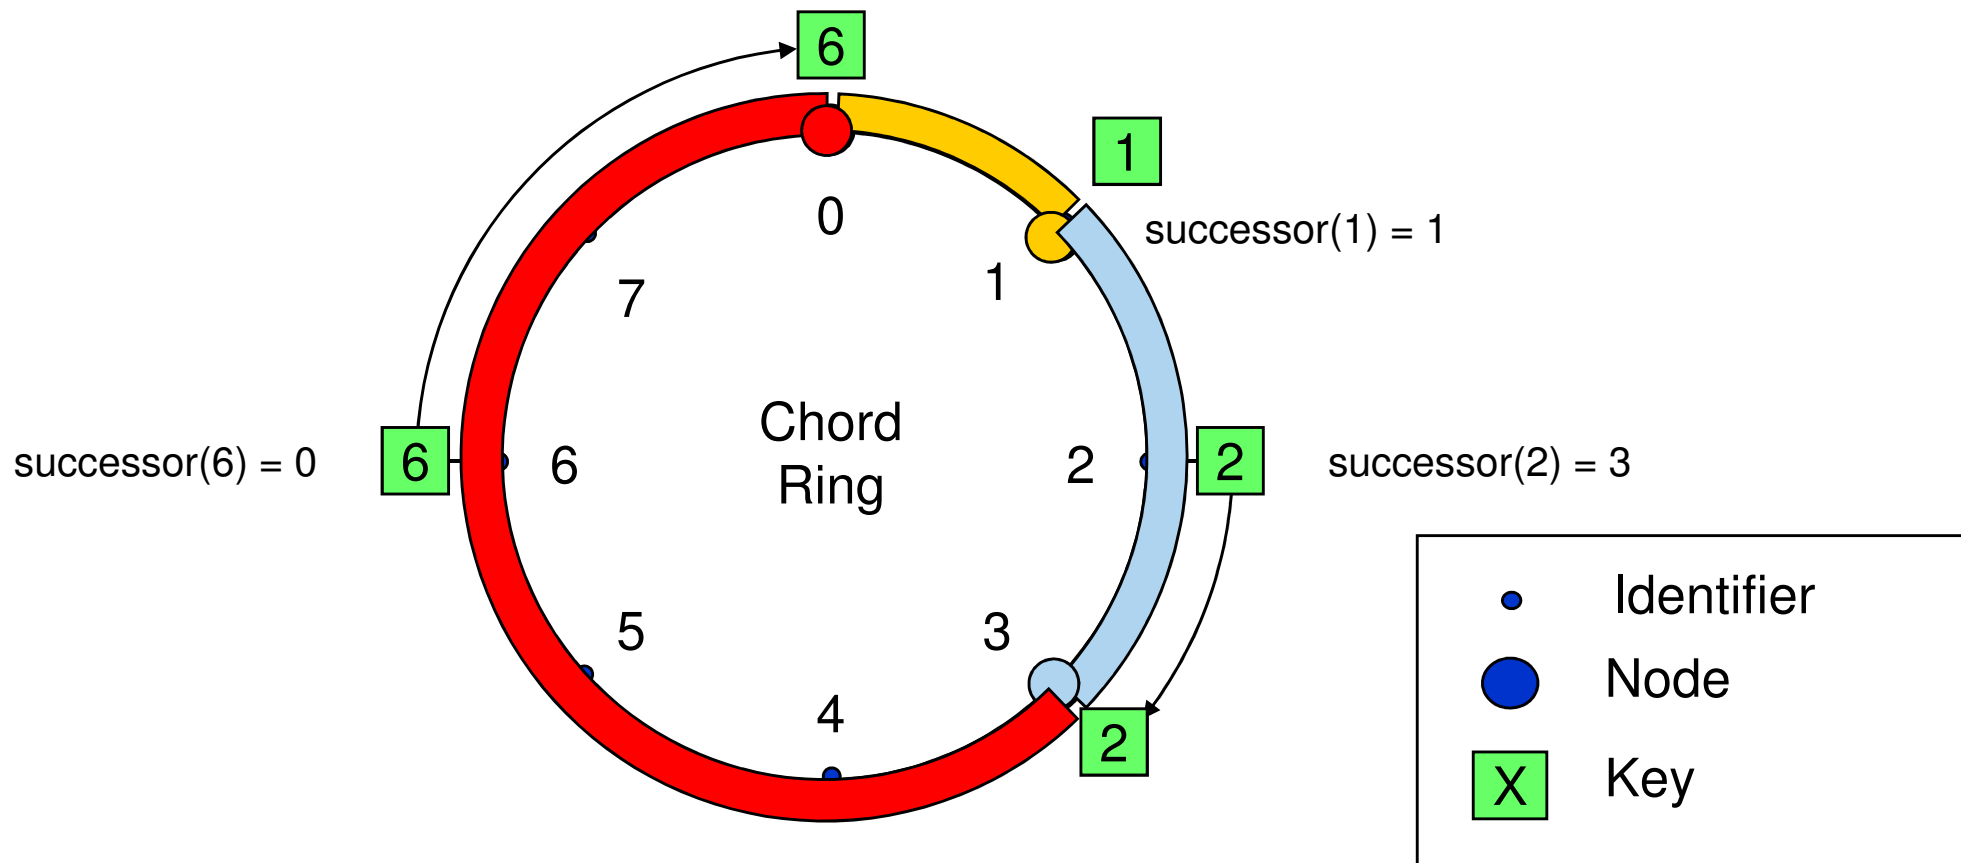 6
1
0
successor(1) = 1
1
7
Chord
Ring
successor(6) = 0
6
6
2
2
successor(2) = 3
5
3
4
2
Identifier
Node
X
Key